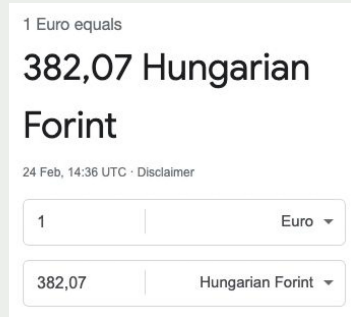 1 Euro equals
382,07 Hungarian
Forint
24 Feb, 14:36 UTC · Disclaimer
1 Euro
382,07 Hungarian Forint